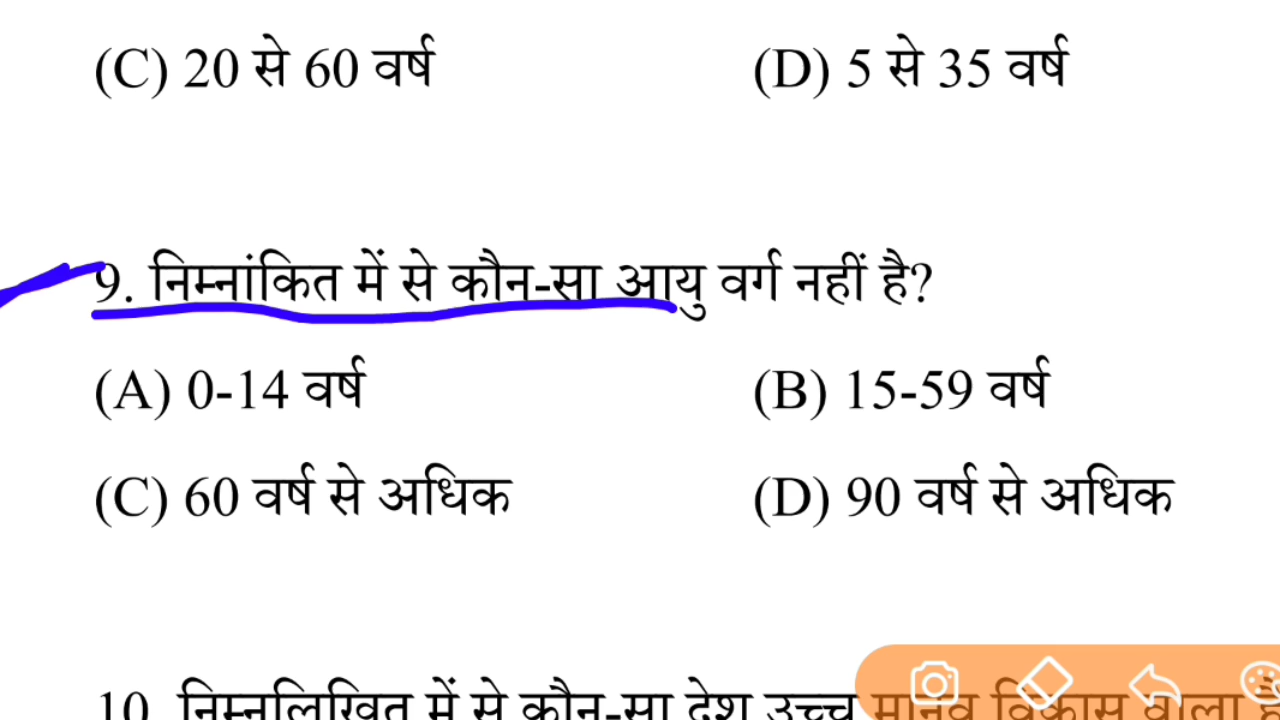 (C) 20 से 60 वर्ष (D) 5 से 35 वर्ष
9. निम्नांकित में से कौन-सा आयु वर्ग नहीं है?
(A) 0-14 वर्ष (B) 15-59 वर्ष
(C) 60 वर्ष से अधिक (D) 90 वर्ष से अधिक
10. निम्नलिखित में से कौन-सा देश उच्च मानव विकास वाला है